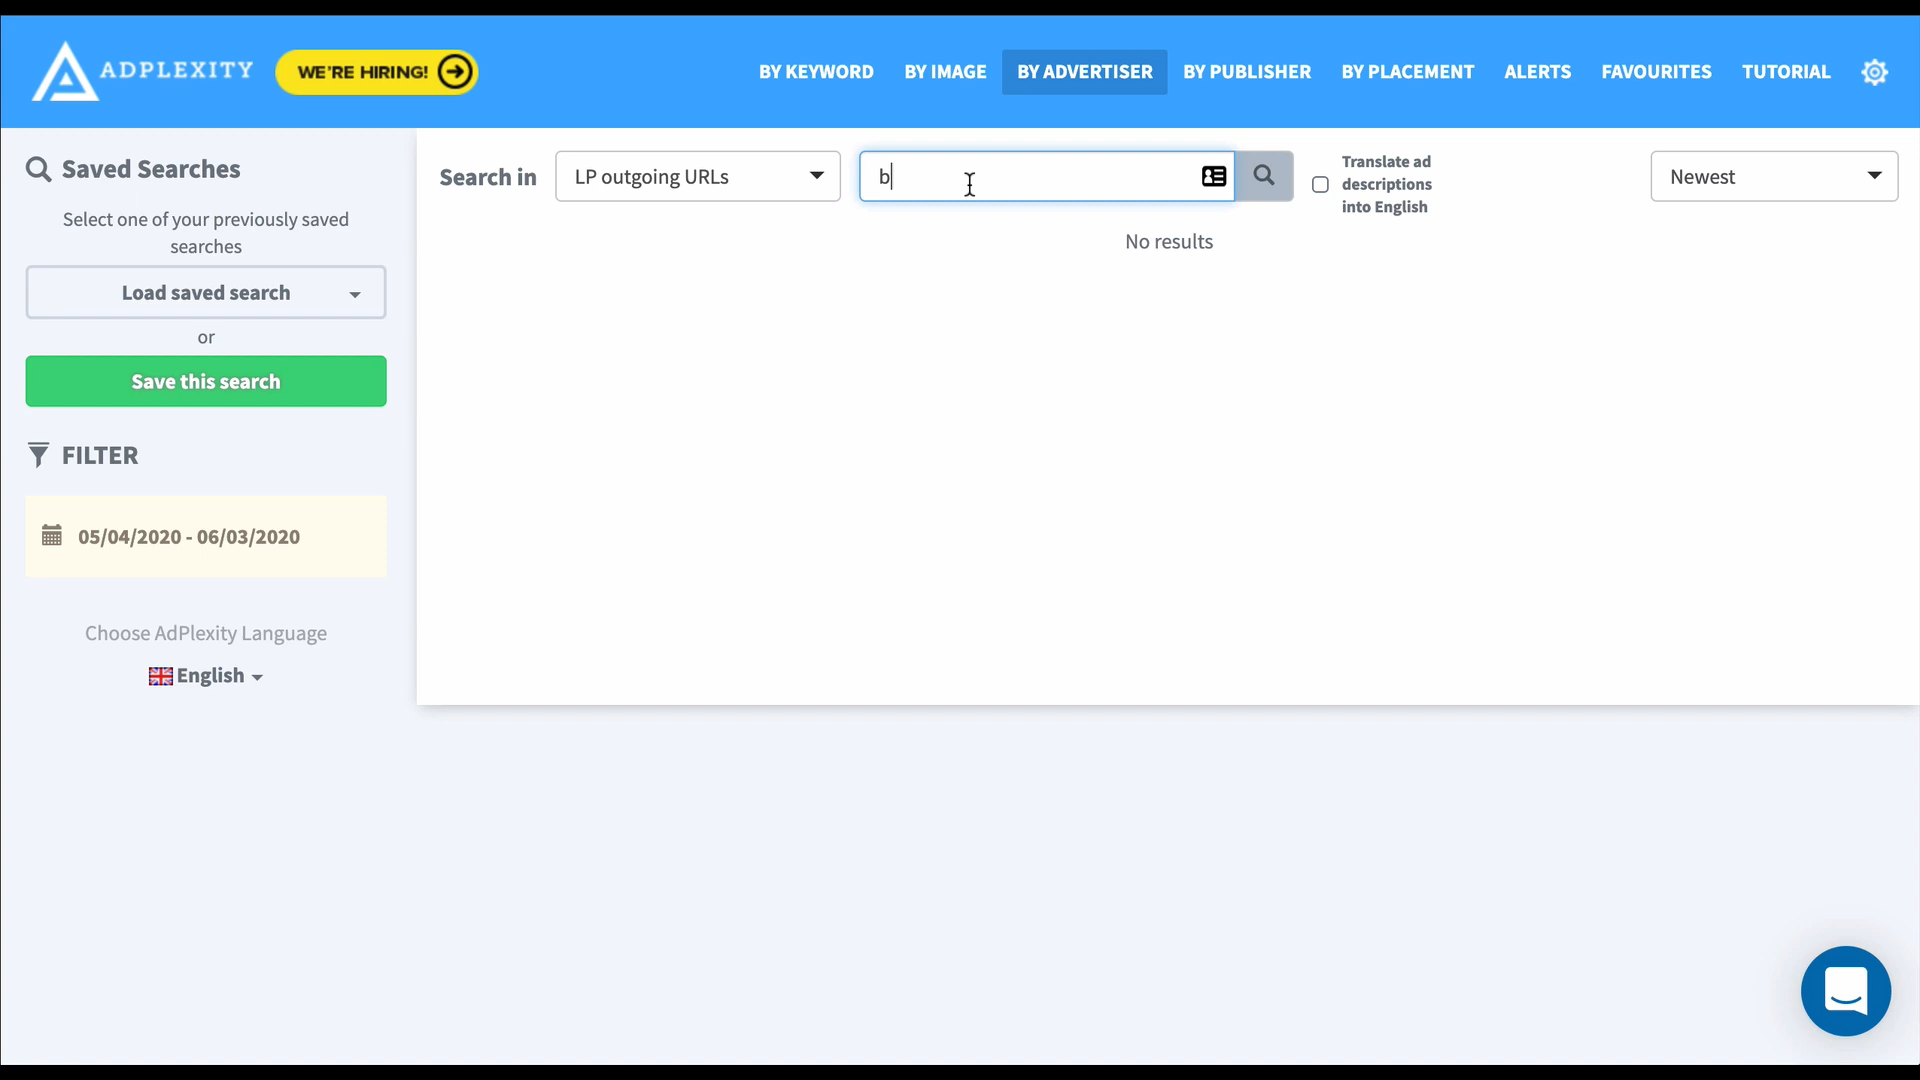 ADPLEXITY
WE'RE HIRING!
BY KEYWORD
BY IMAGE
BY ADVERTISER
BY PUBLISHER
BY PLACEMENT
ALERTS
FAVOURITES
TUTORIAL
Saved Searches
Select one of your previously saved
searches
Load saved search
or
Save this search
FILTER
05/04/2020 - 06/03/2020
Choose AdPlexity Language
English
Search in
LP outgoing URLs
b
Translate ad
descriptions
into English
Newest
No results